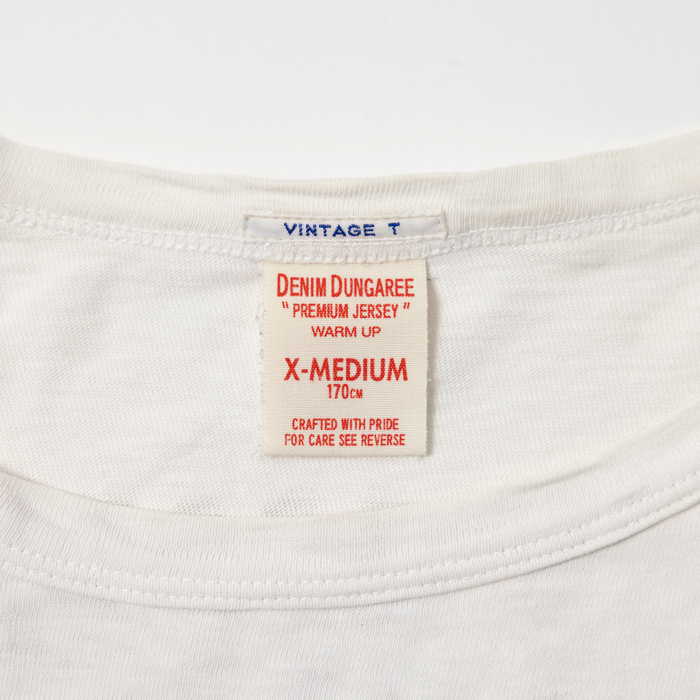 VINTAGE T
DENIM DUNGAREE
"PREMIUM JERSEY"
WARM UP
X-MEDIUM
170CM
CRAFTED WITH PRIDE
FOR CARE SEE REVERSE